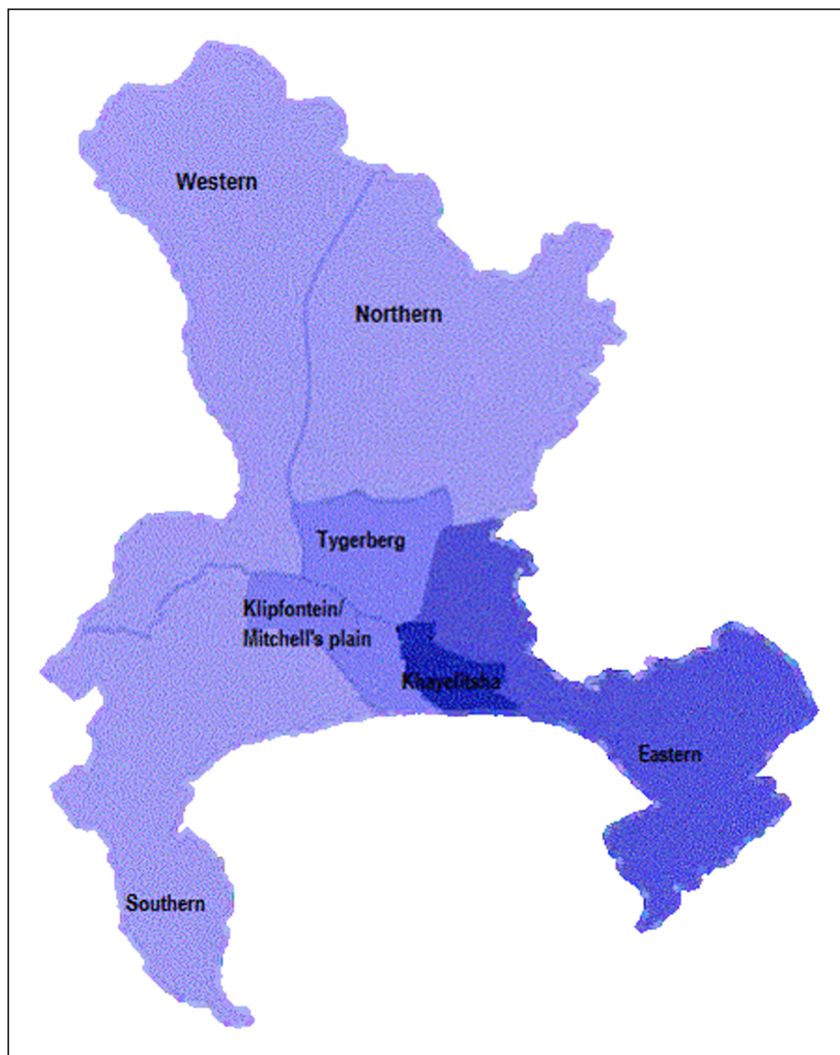 Western
Northern
Tygerberg
Klipfontein/
Mitchell's plain
Khayelitsha
Eastern
Southern